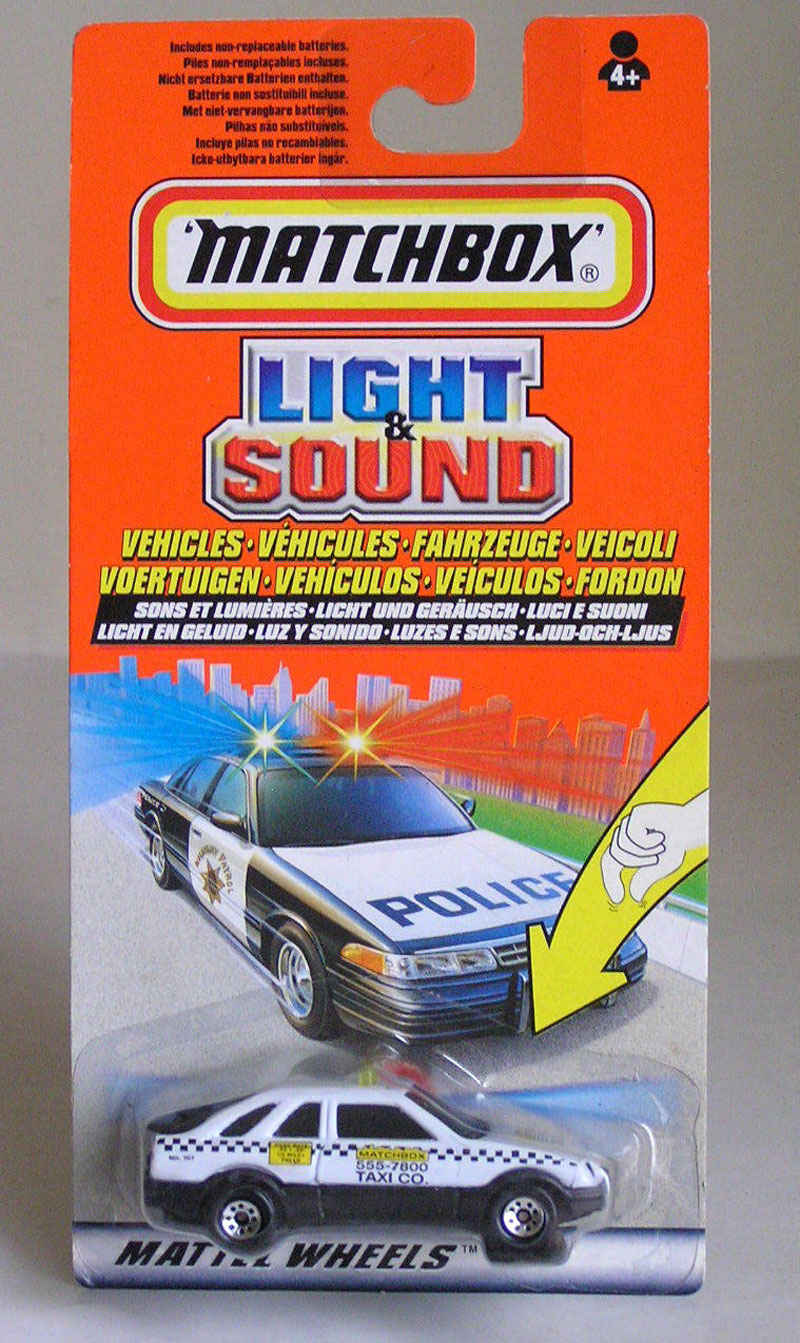 Includes non-replaceable batteries.
Piles non-remplaçables incluses.
Nicht ersetzbare Batterien enthalten.
Batterie non sostituibili incluse.
Met niet-vervangbare batterijen.
Pilhas não substituíveis.
Incluye pilas no recambiables.
Icke-utbytbara batterier ingår.
4+
'MATCHBOX'®
LIGHT
&
SOUND
VEHICLES • VÉHICULES • FAHRZEUGE • VEICOLI
VOERTUIGEN • VEHÍCULOS • VEÍCULOS • FORDON
SONS ET LUMIÈRES • LICHT UND GERÄUSCH • LUCI E SUONI
LICHT EN GELUID • LUZ Y SONIDO • LUZES E SONS • LJUD-OCH-LJUS
POLICE
HIGHWAY PATROL
POLICE
MATCHBOX
555-7800
TAXI CO.
MATTEL WHEELS™